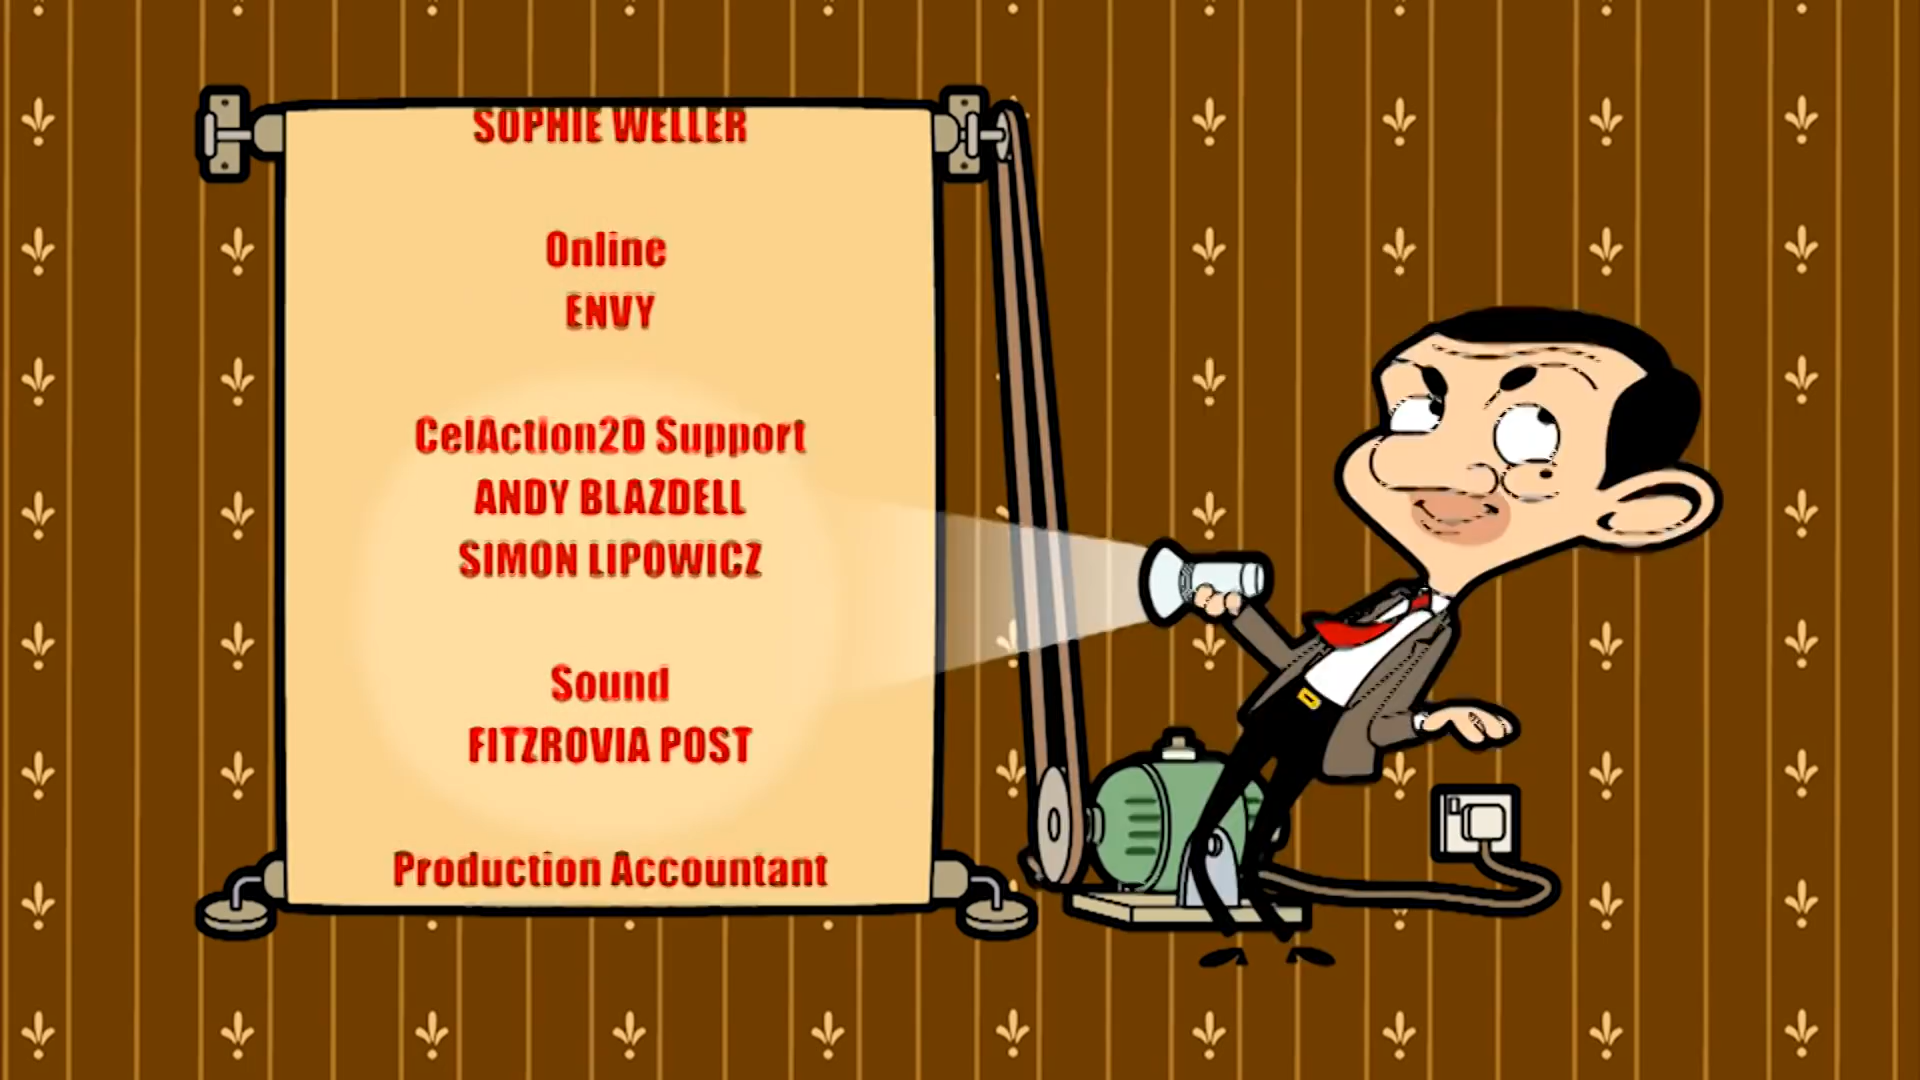 SOPHIE WELLER
Online
ENVY
CelAction2D Support
ANDY BLAZDELL
SIMON LIPOWICZ
Sound
FITZROVIA POST
Production Accountant